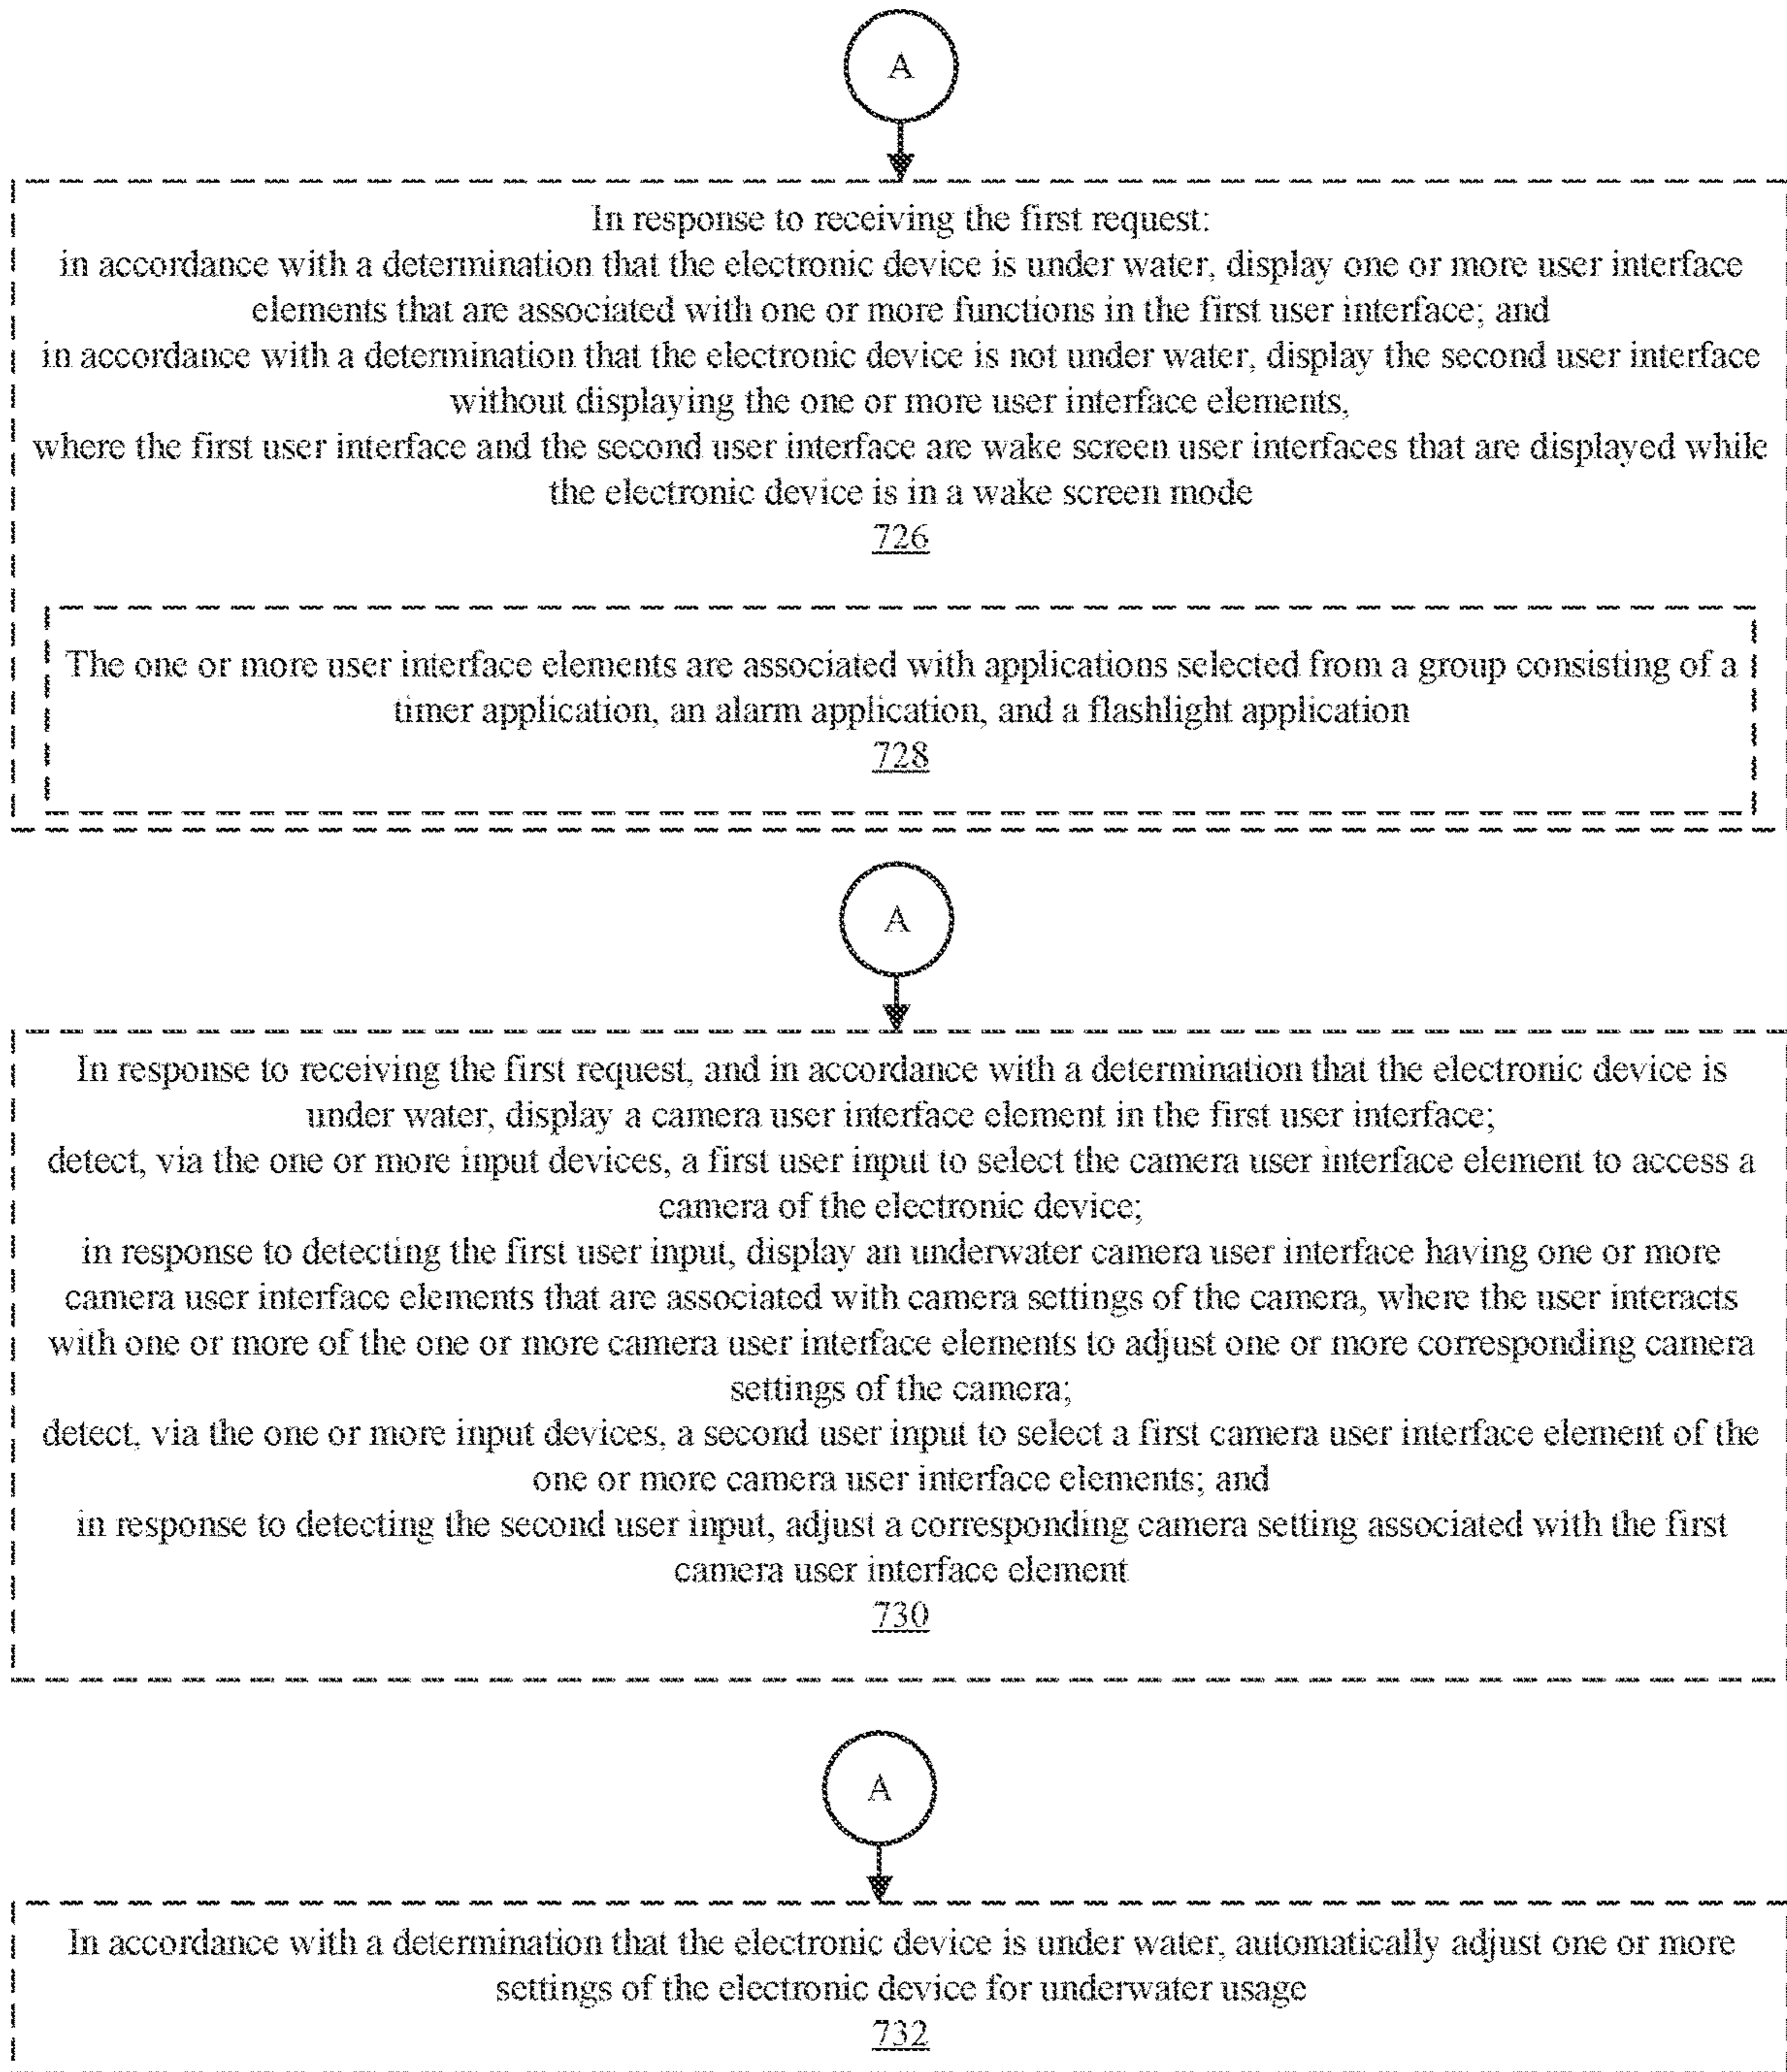 A
In response to receiving the first request:
in accordance with a determination that the electronic device is under water, display one or more user interface
elements that are associated with one or more functions in the first user interface; and
in accordance with a determination that the electronic device is not under water, display the second user interface
without displaying the one or more user interface elements,
where the first user interface and the second user interface are wake screen user interfaces that are displayed while
the electronic device is in a wake screen mode
726
The one or more user interface elements are associated with applications selected from a group consisting of a
timer application, an alarm application, and a flashlight application
728
A
In response to receiving the first request, and in accordance with a determination that the electronic device is
under water, display a camera user interface element in the first user interface;
detect, via the one or more input devices, a first user input to select the camera user interface element to access a
camera of the electronic device;
in response to detecting the first user input, display an underwater camera user interface having one or more
camera user interface elements that are associated with camera settings of the camera, where the user interacts
with one or more of the one or more camera user interface elements to adjust one or more corresponding camera
settings of the camera;
detect, via the one or more input devices, a second user input to select a first camera user interface element of the
one or more camera user interface elements; and
in response to detecting the second user input, adjust a corresponding camera setting associated with the first
camera user interface element
730
A
In accordance with a determination that the electronic device is under water, automatically adjust one or more
settings of the electronic device for underwater usage
732